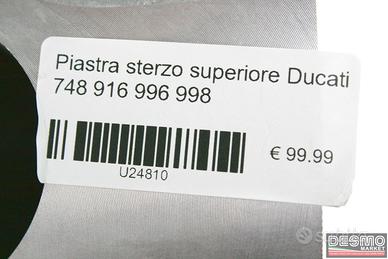 Piastra sterzo superiore Ducati
748 916 996 998
€ 99.99
U24810
DESMO
MARKET